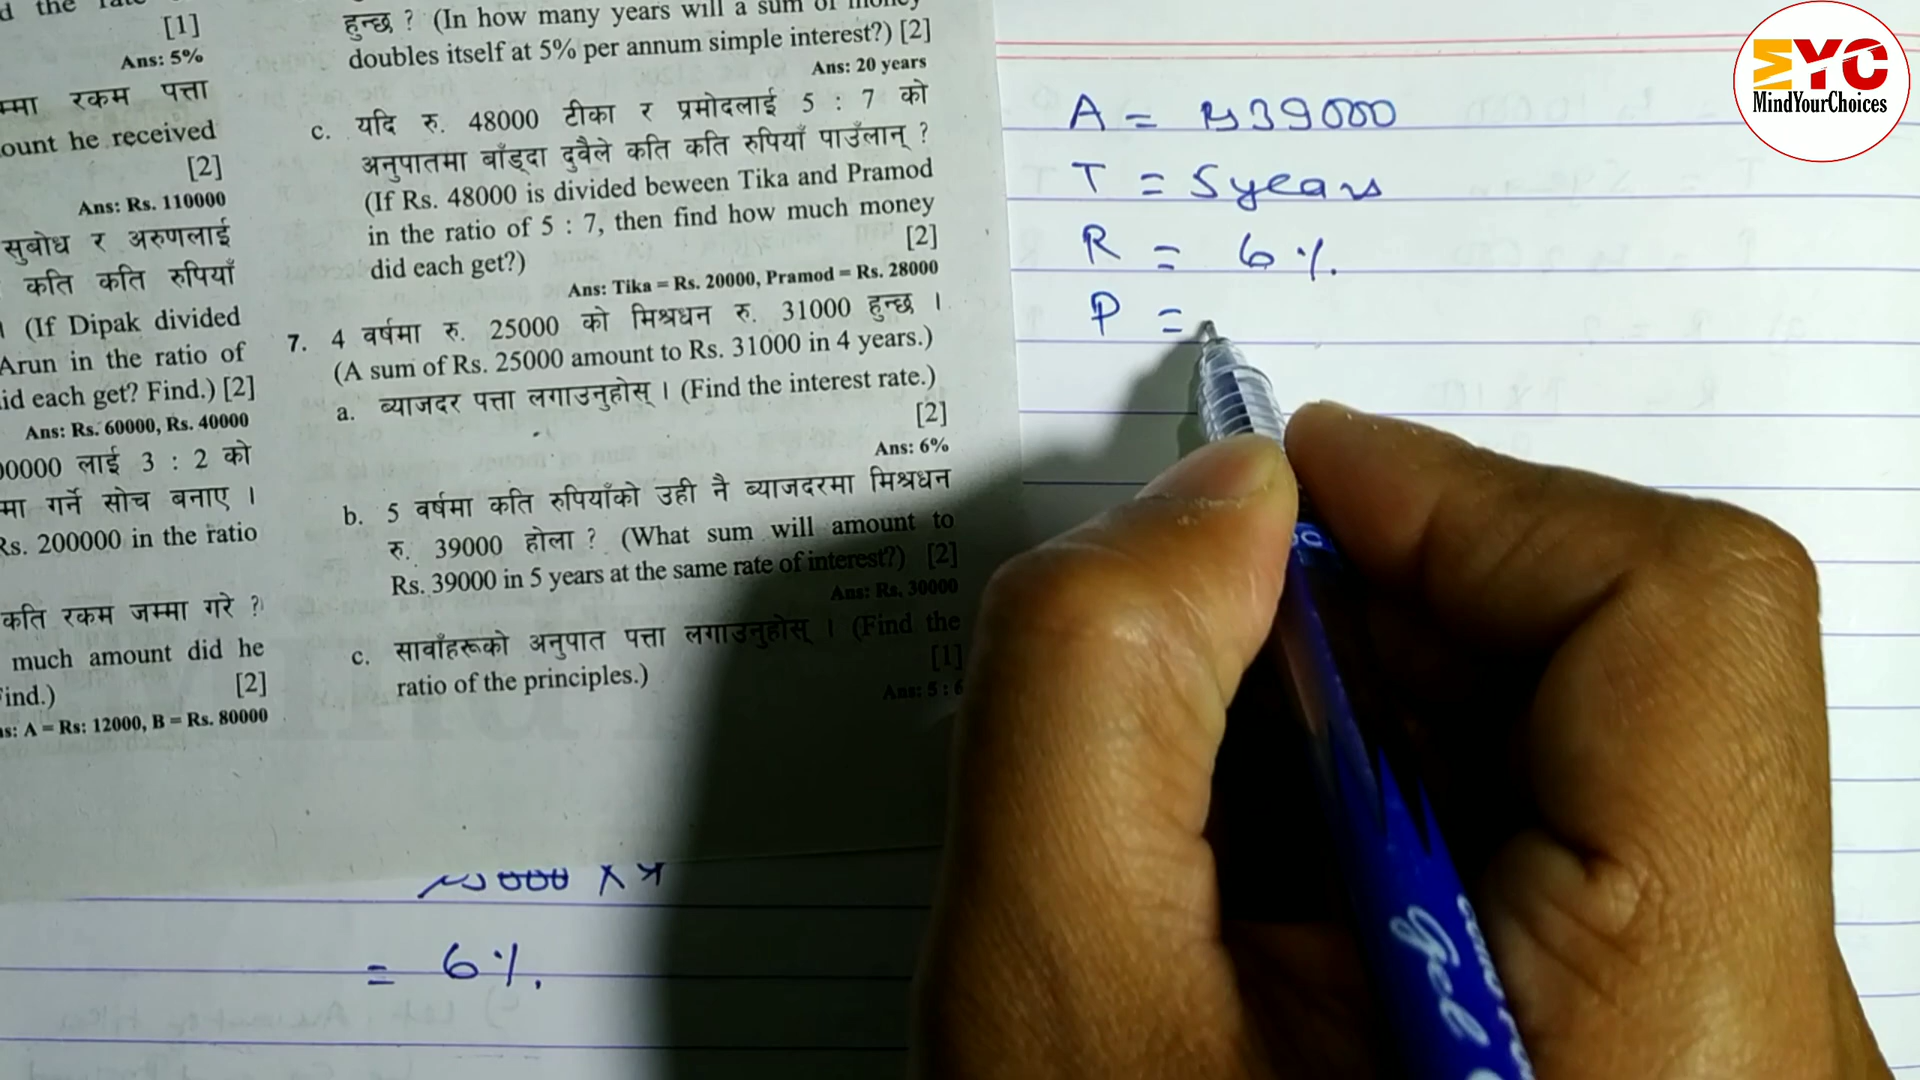 [1]
Ans: 5%
म्मा रकम पत्ता
ount he received
[2]
Ans: Rs. 110000
सुबोध र अरुणलाई
कति कति रुपियाँ
। (If Dipak divided
Arun in the ratio of
id each get? Find.) [2]
Ans: Rs. 60000, Rs. 40000
00000 लाई 3 : 2 को
मा गर्ने सोच बनाए ।
Rs. 200000 in the ratio
कति रकम जम्मा गरे ?
much amount did he
ind.) [2]
s: A = Rs: 12000, B = Rs. 80000
हुन्छ ? (In how many years will a sum of money
doubles itself at 5% per annum simple interest?) [2]
Ans: 20 years
c. यदि रु. 48000 टीका र प्रमोदलाई 5 : 7 को
अनुपातमा बाँड्दा दुवैले कति कति रुपियाँ पाउँलान् ?
(If Rs. 48000 is divided beween Tika and Pramod
in the ratio of 5 : 7, then find how much money
did each get?) [2]
Ans: Tika = Rs. 20000, Pramod = Rs. 28000
7. 4 वर्षमा रु. 25000 को मिश्रधन रु. 31000 हुन्छ ।
(A sum of Rs. 25000 amount to Rs. 31000 in 4 years.)
a. ब्याजदर पत्ता लगाउनुहोस् । (Find the interest rate.)
[2]
Ans: 6%
b. 5 वर्षमा कति रुपियाँको उही नै ब्याजदरमा मिश्रधन
रु. 39000 होला ? (What sum will amount to
Rs. 39000 in 5 years at the same rate of interest?) [2]
Ans: Rs. 30000
c. सावाँहरूको अनुपात पत्ता लगाउनुहोस् । (Find the
ratio of the principles.) [1]
Ans: 5 : 6
= 6%.
A = Rs 39000
T = 5 years
R = 6%.
P =
MYC
MindYourChoices
Gel